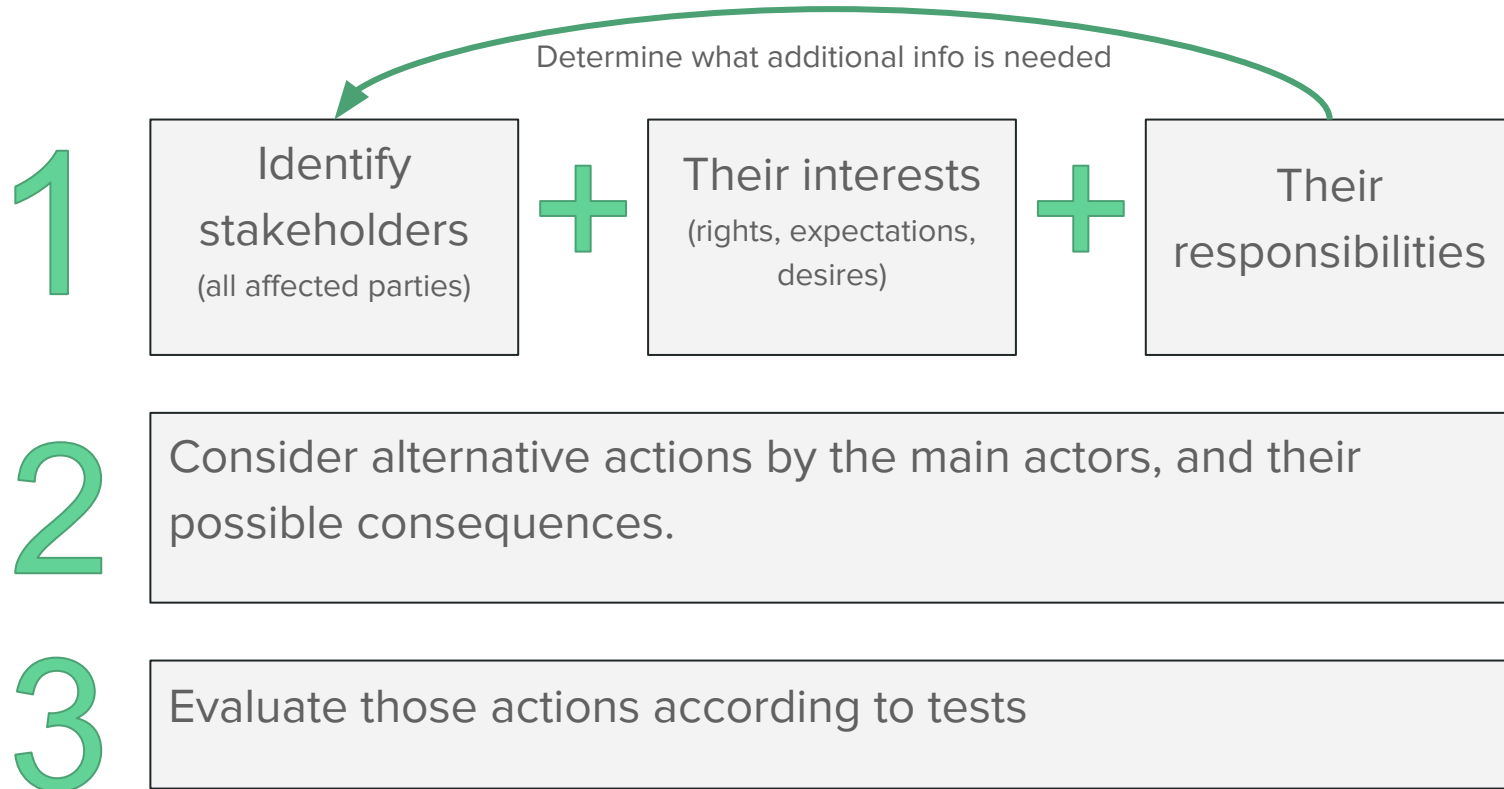 Determine what additional info is needed
1
Identify
stakeholders
(all affected parties)
+
Their interests
(rights, expectations,
desires)
+
Their
responsibilities
2
Consider alternative actions by the main actors, and their
possible consequences.
3
Evaluate those actions according to tests